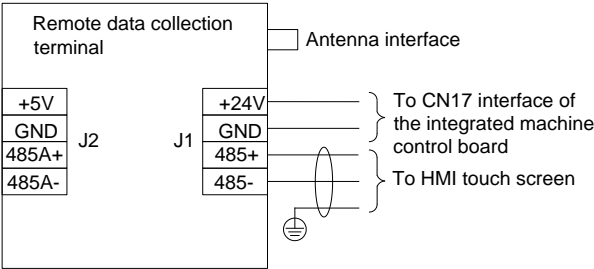 Remote data collection
terminal
Antenna interface
+5V
GND
485A+
485A-
J2
J1
+24V
GND
485+
485-
To CN17 interface of
the integrated machine
control board
To HMI touch screen